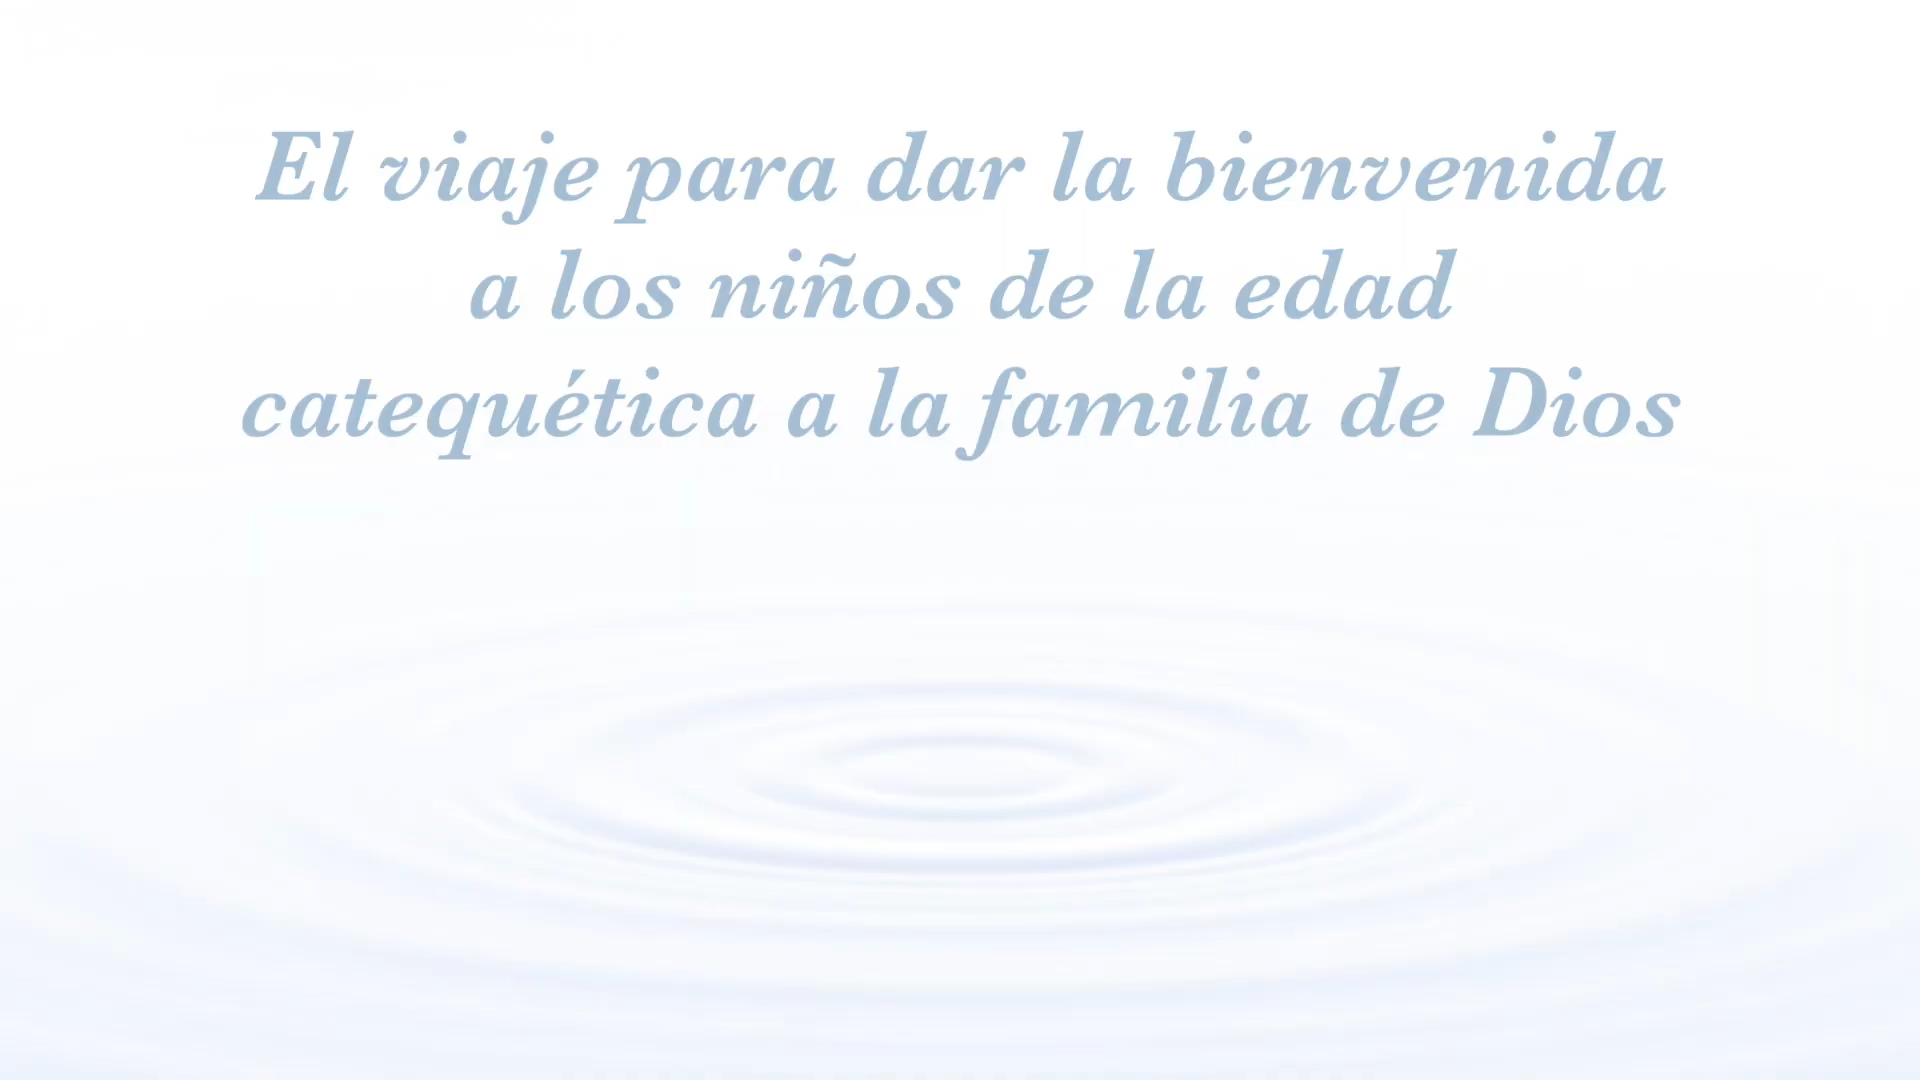 El viaje para dar la bienvenida
a los niños de la edad
catequética a la familia de Dios